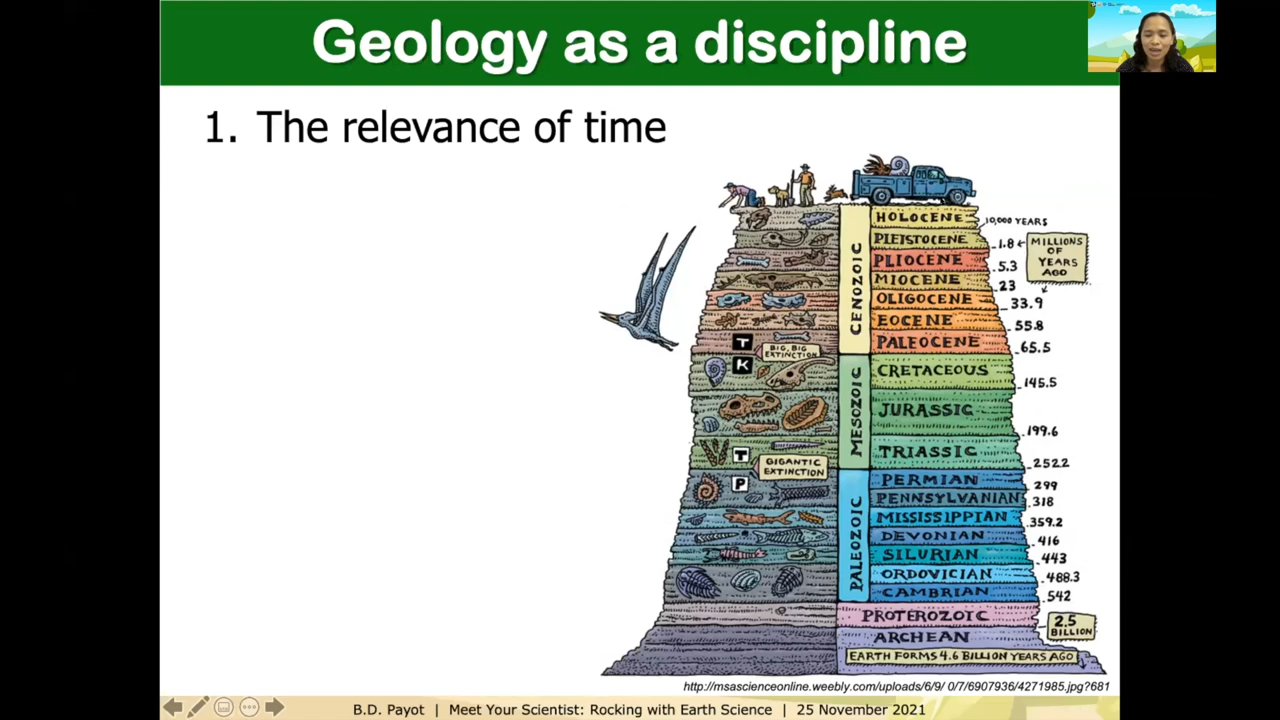 Geology as a discipline
1. The relevance of time
HOLOCENE
10,000 YEARS
PLEISTOCENE
1.8
MILLIONS
OF
YEARS
AGO
PLIOCENE
5.3
MIOCENE
23
OLIGOCENE
33.9
EOCENE
55.8
PALEOCENE
65.5
CENOZOIC
T
BIG, BIG
EXTINCTION
K
CRETACEOUS
145.5
JURASSIC
199.6
TRIASSIC
252.2
MESOZOIC
T
GIGANTIC
EXTINCTION
P
PERMIAN
299
PENNSYLVANIAN
318
MISSISSIPPIAN
359.2
DEVONIAN
416
SILURIAN
443
ORDOVICIAN
488.3
CAMBRIAN
542
PALEOZOIC
PROTEROZOIC
2.5
BILLION
ARCHEAN
EARTH FORMS 4.6 BILLION YEARS AGO
http://msascienceonline.weebly.com/uploads/6/9/ 0/7/6907936/4271985.jpg?681
B.D. Payot | Meet Your Scientist: Rocking with Earth Science | 25 November 2021